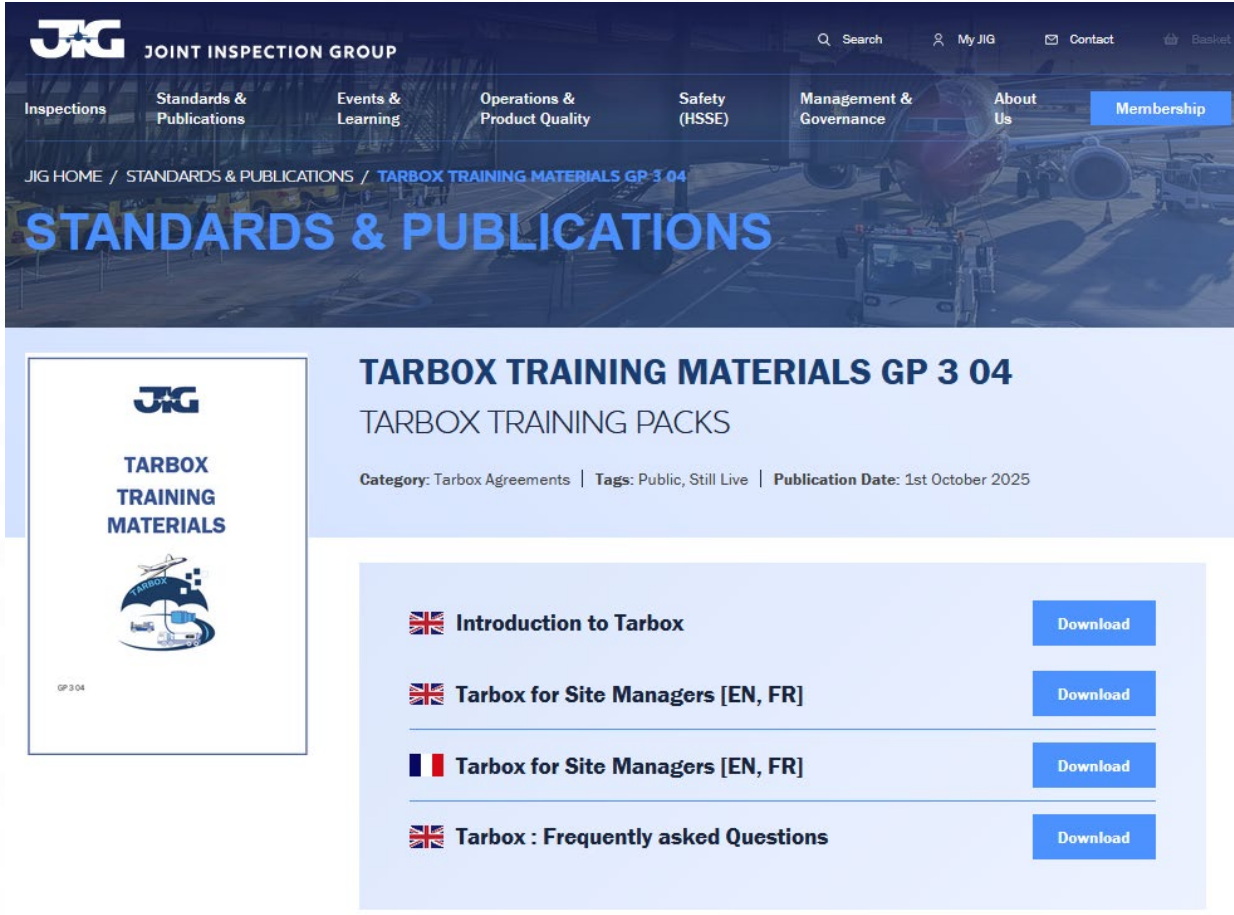 JIG JOINT INSPECTION GROUP
Search
My JIG
Contact
Basket
Inspections
Standards &
Publications
Events &
Learning
Operations &
Product Quality
Safety
(HSSE)
Management &
Governance
About
Us
Membership
JIG HOME / STANDARDS & PUBLICATIONS / TARBOX TRAINING MATERIALS GP 3 04
STANDARDS & PUBLICATIONS
JIG
TARBOX
TRAINING
MATERIALS
TARBOX
GP 3 04
TARBOX TRAINING MATERIALS GP 3 04
TARBOX TRAINING PACKS
Category: Tarbox Agreements | Tags: Public, Still Live | Publication Date: 1st October 2025
Introduction to Tarbox Download
Tarbox for Site Managers [EN, FR] Download
Tarbox for Site Managers [EN, FR] Download
Tarbox : Frequently asked Questions Download